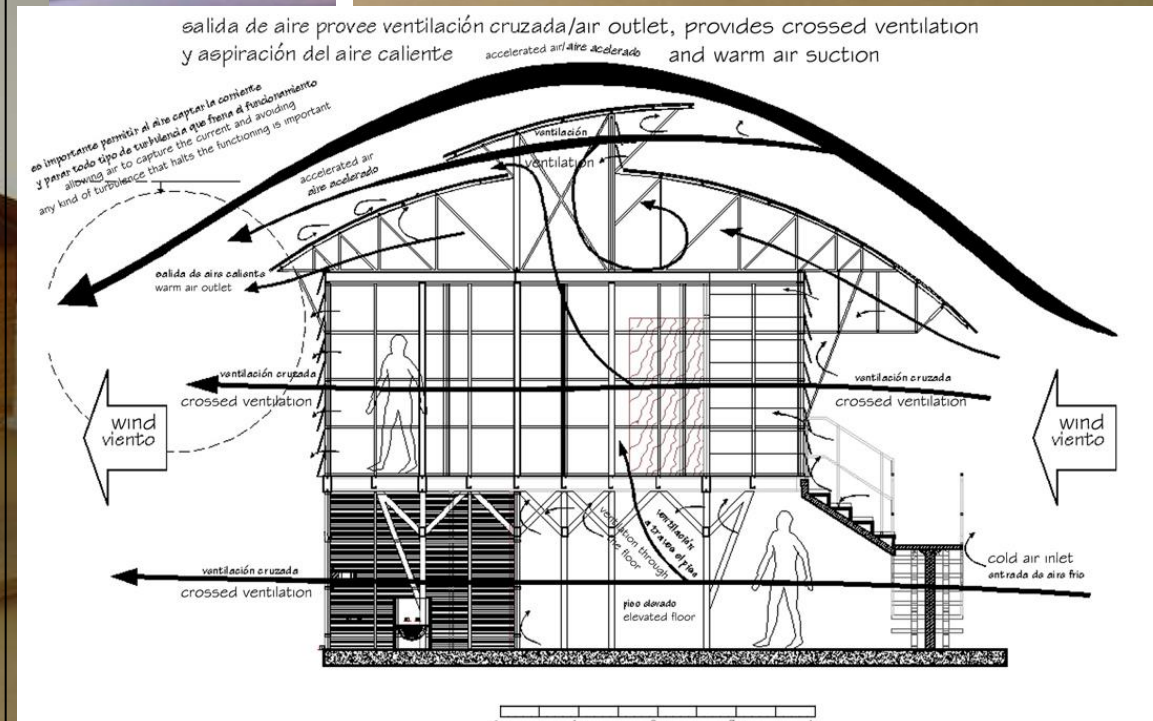 salida de aire provee ventilación cruzada/air outlet, provides crossed ventilation
y aspiración del aire caliente
accelerated air/aire acelerado
and warm air suction
es importante permitir al aire captar la corriente
y parar todo tipo de turbulencia que frena el funcionamiento
allowing air to capture the current and avoiding
any kind of turbulence that halts the functioning is important
ventilación
ventilation
accelerated air
aire acelerado
salida de aire caliente
warm air outlet
ventilación cruzada
crossed ventilation
ventilación cruzada
crossed ventilation
wind
viento
wind
viento
ventilación
a traves el piso
ventilation through
the floor
cold air inlet
entrada de aire frio
ventilación cruzada
crossed ventilation
piso elevado
elevated floor